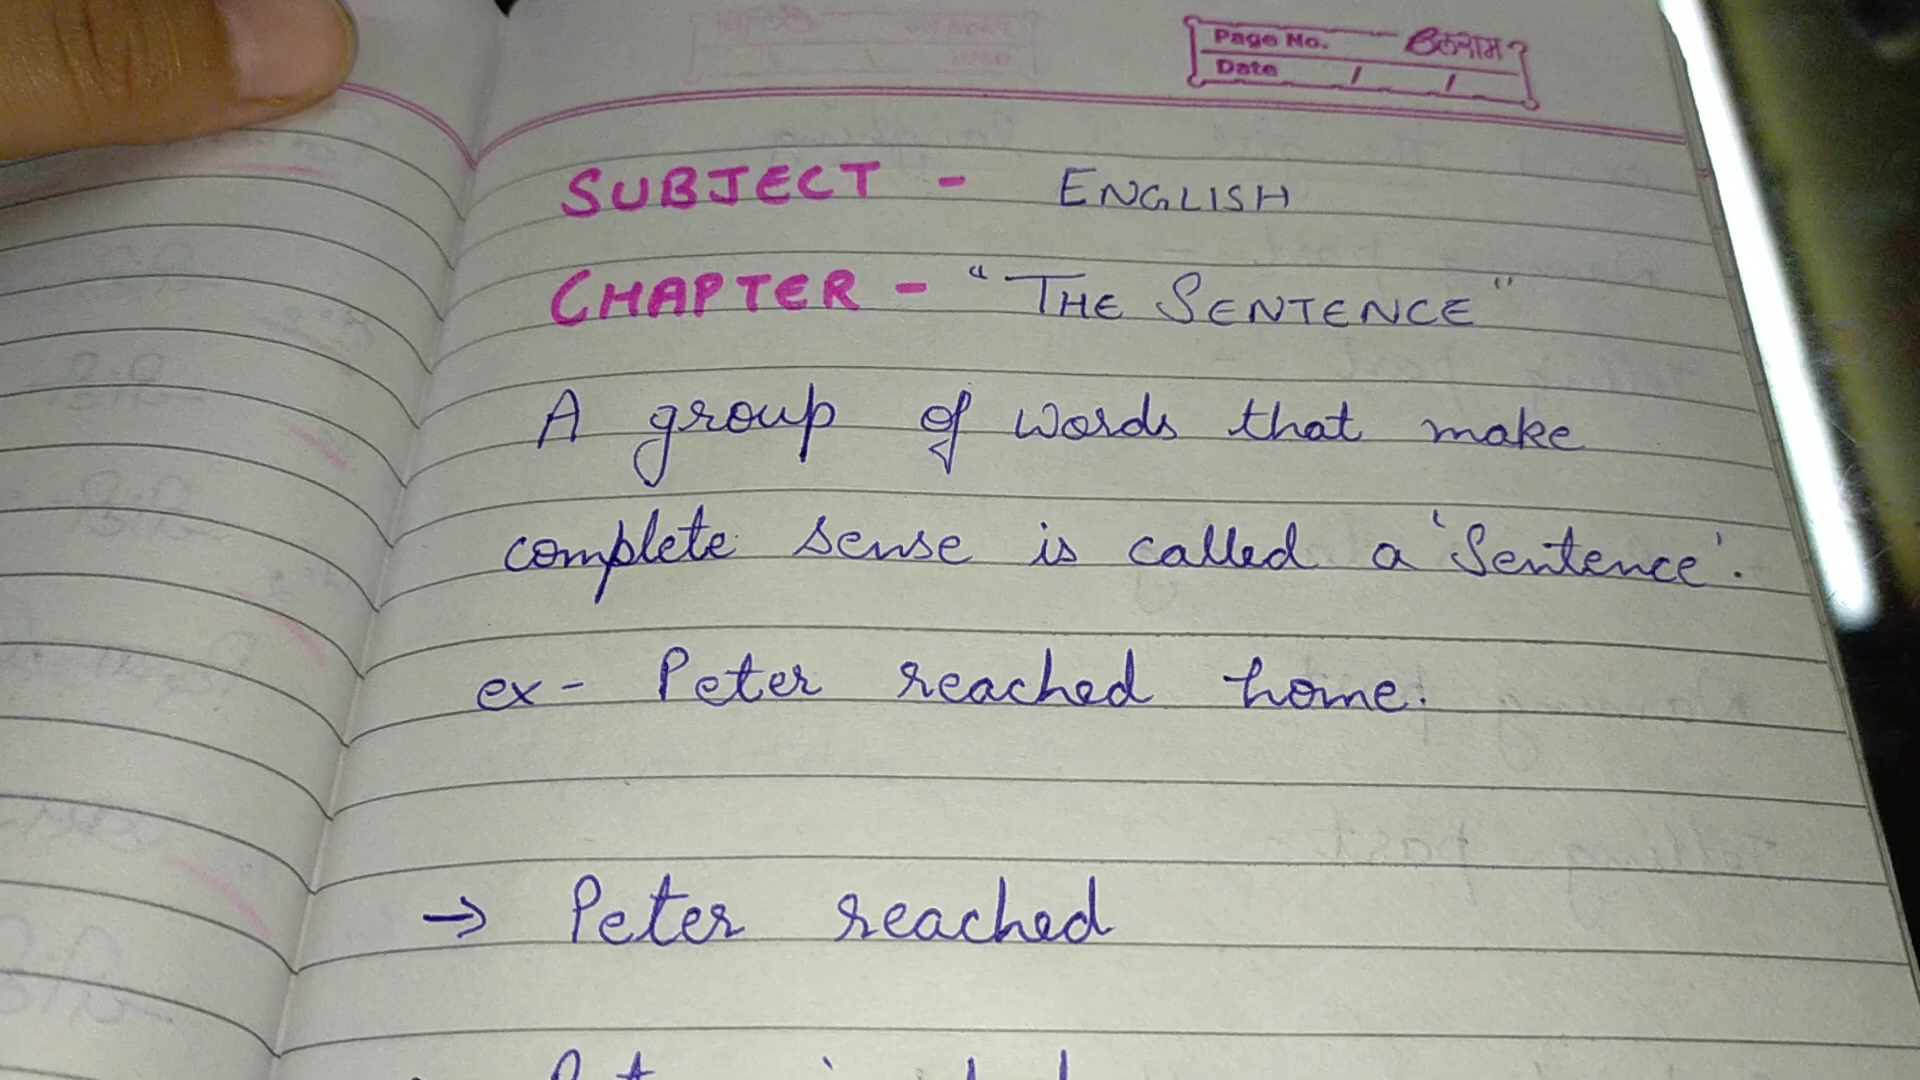 Page No.
Date / /
SUBJECT - ENGLISH
CHAPTER - "THE SENTENCE"
A group of words that make
complete sense is called a 'Sentence'.
ex- Peter reached home.
→ Peter reached